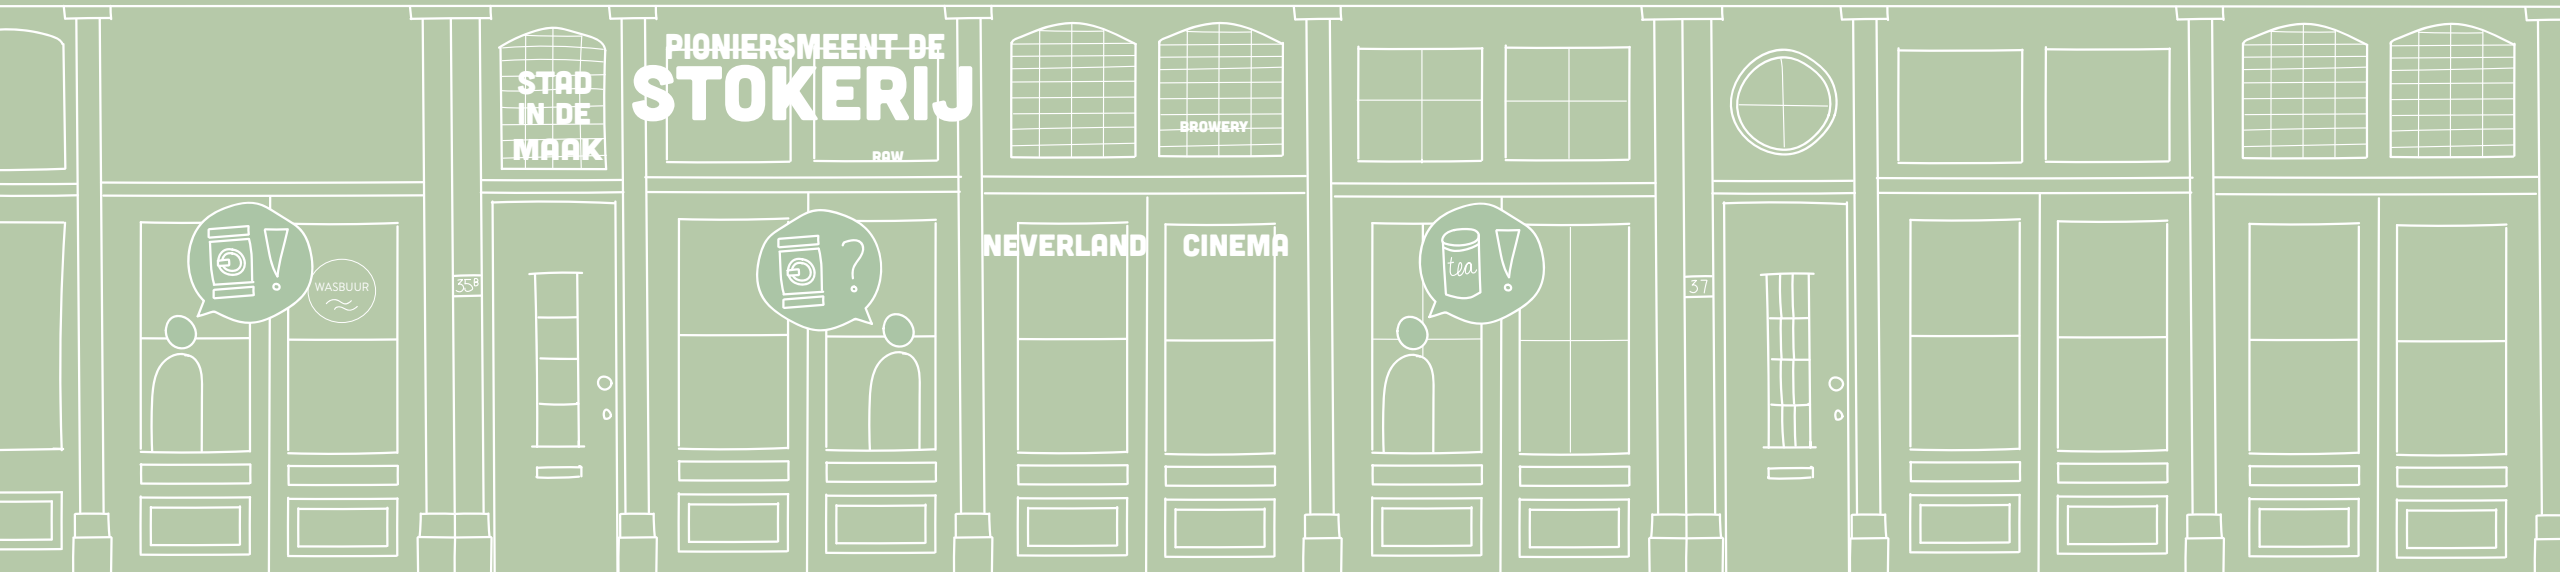 STAD
IN DE
MAAK
PIONIERSMEENT DE
STOKERIJ
RAW
BROWERY
WASBUUR
35B
NEVERLAND CINEMA
?
!
tea !
37